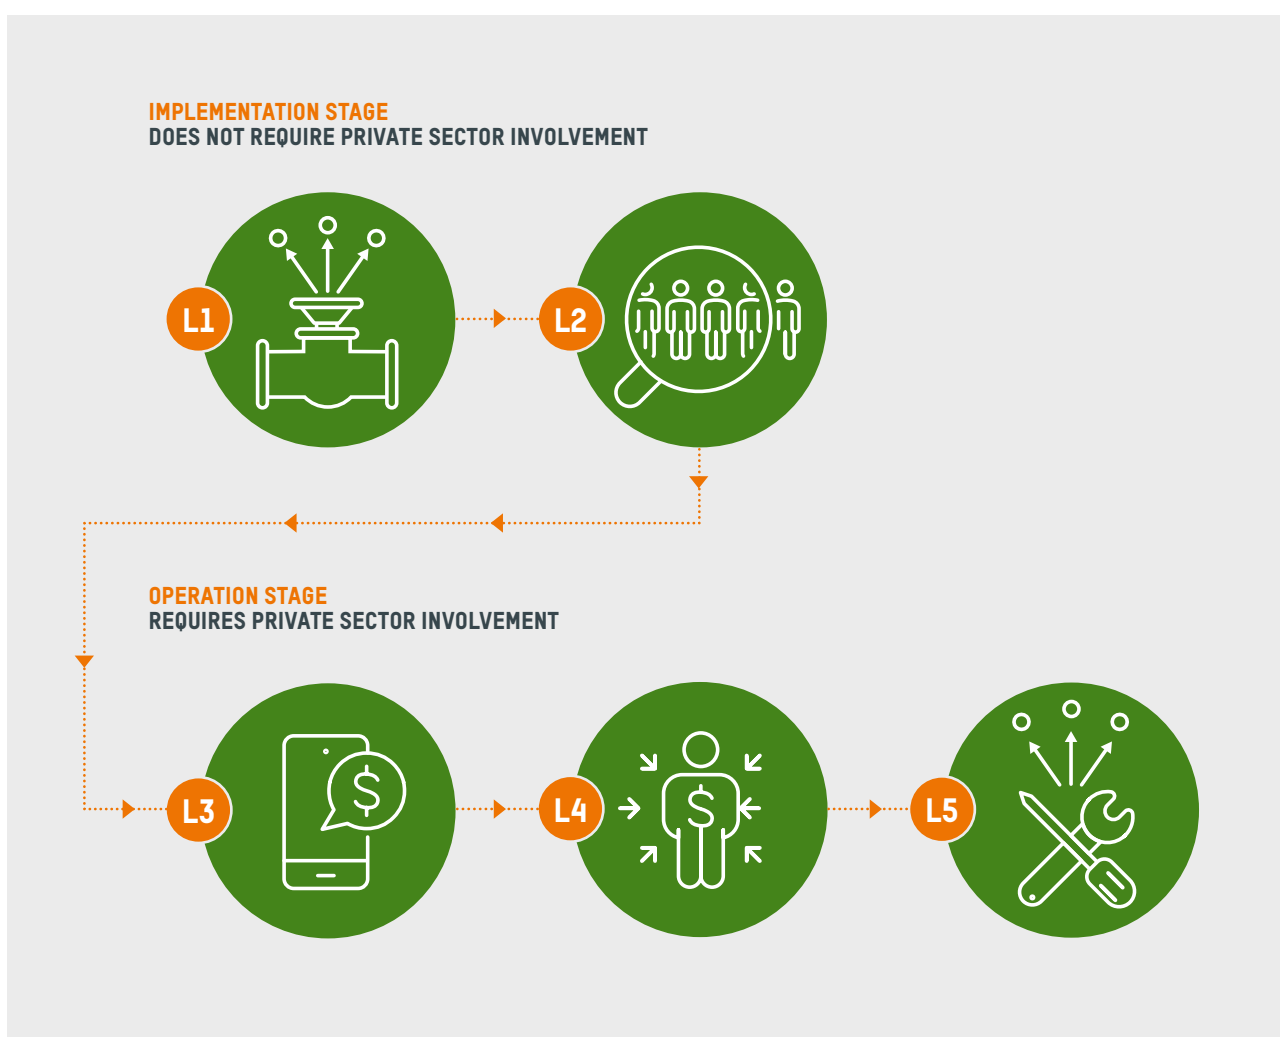 IMPLEMENTATION STAGE
DOES NOT REQUIRE PRIVATE SECTOR INVOLVEMENT
L1
L2
OPERATION STAGE
REQUIRES PRIVATE SECTOR INVOLVEMENT
L3
$
L4
$
L5